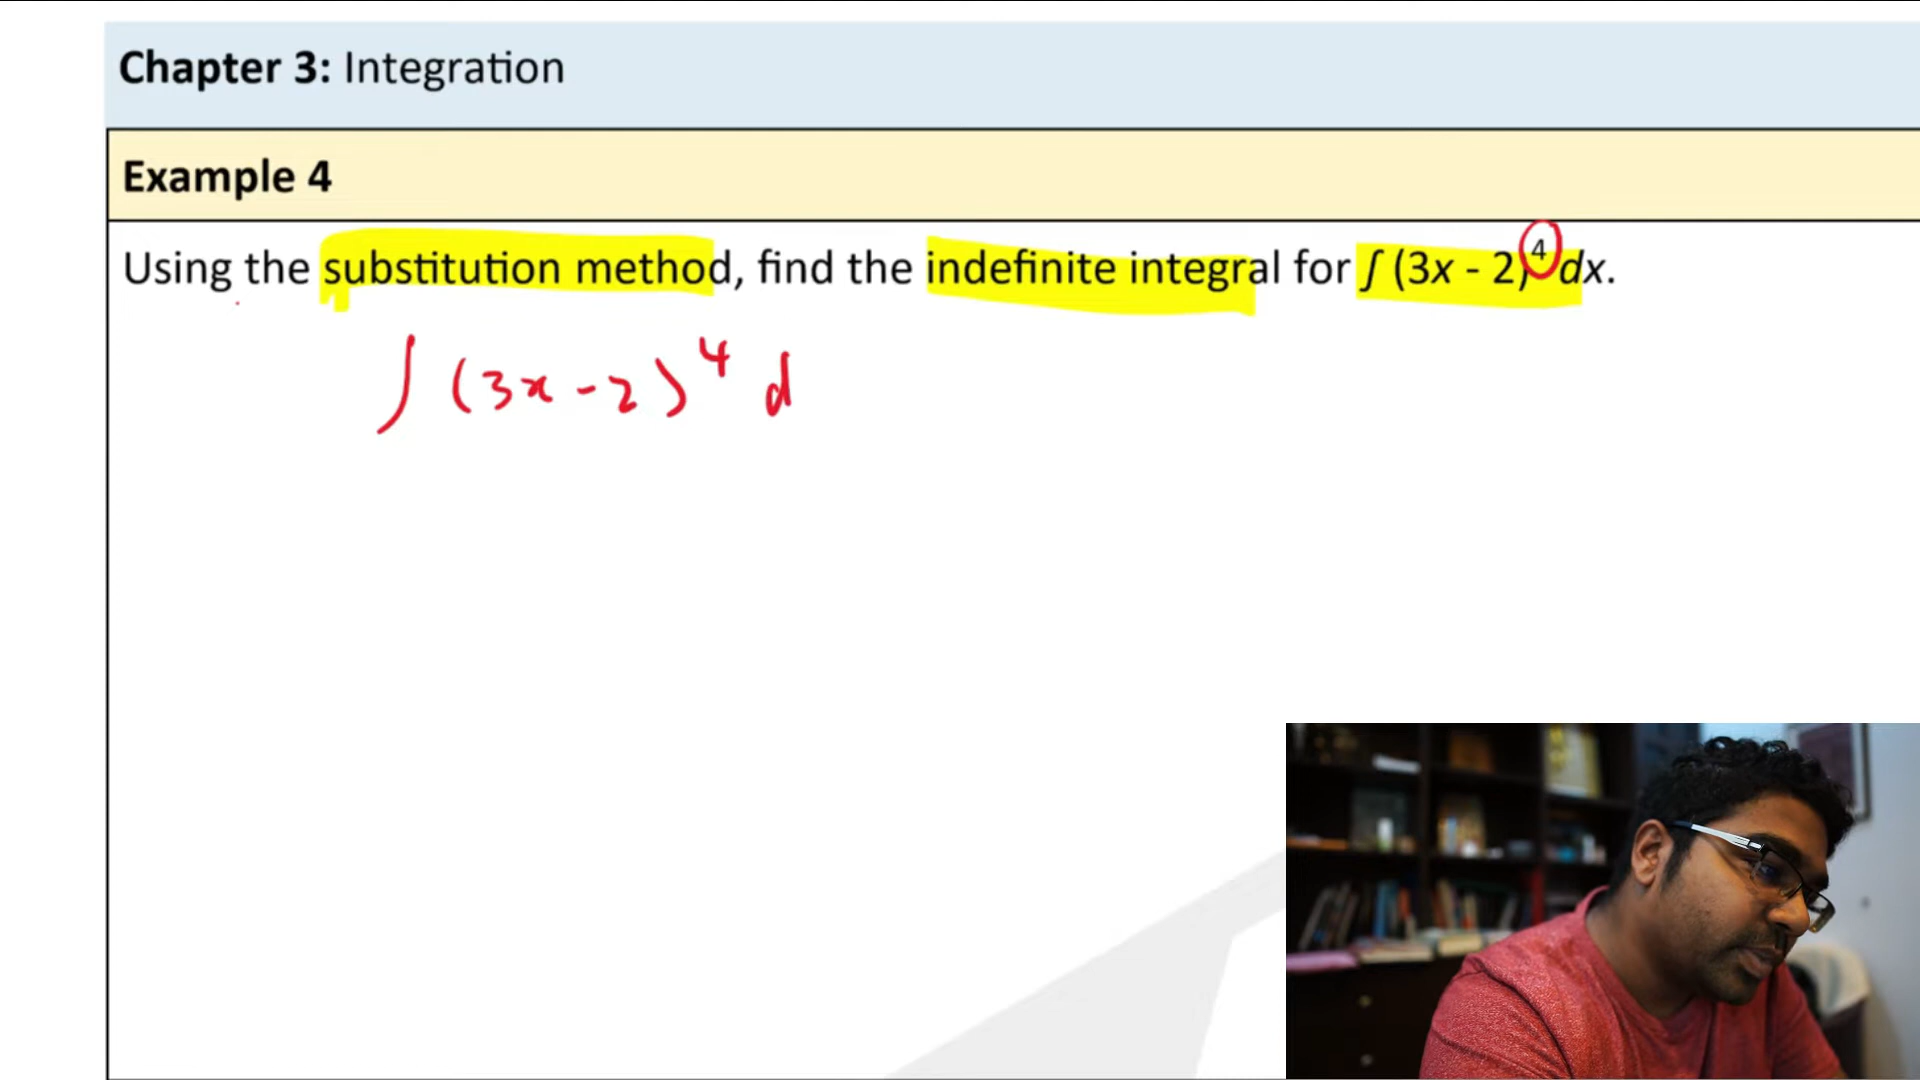 Chapter 3: Integration
Example 4
Using the substitution method, find the indefinite integral for ∫ (3x - 2)⁴ dx.
∫ (3x - 2)⁴ d